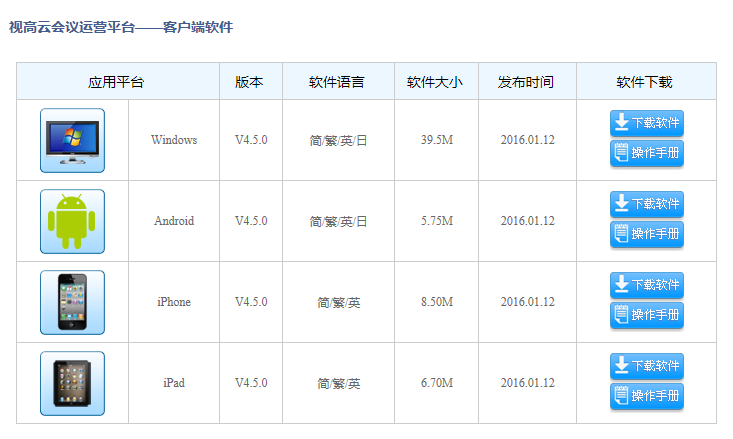 视高云会议运营平台——客户端软件
应用平台 版本 软件语言 软件大小 发布时间 软件下载
Windows V4.5.0 简/繁/英/日 39.5M 2016.01.12 下载软件
操作手册
Android V4.5.0 简/繁/英/日 5.75M 2016.01.12 下载软件
操作手册
iPhone V4.5.0 简/繁/英 8.50M 2016.01.12 下载软件
操作手册
iPad V4.5.0 简/繁/英 6.70M 2016.01.12 下载软件
操作手册